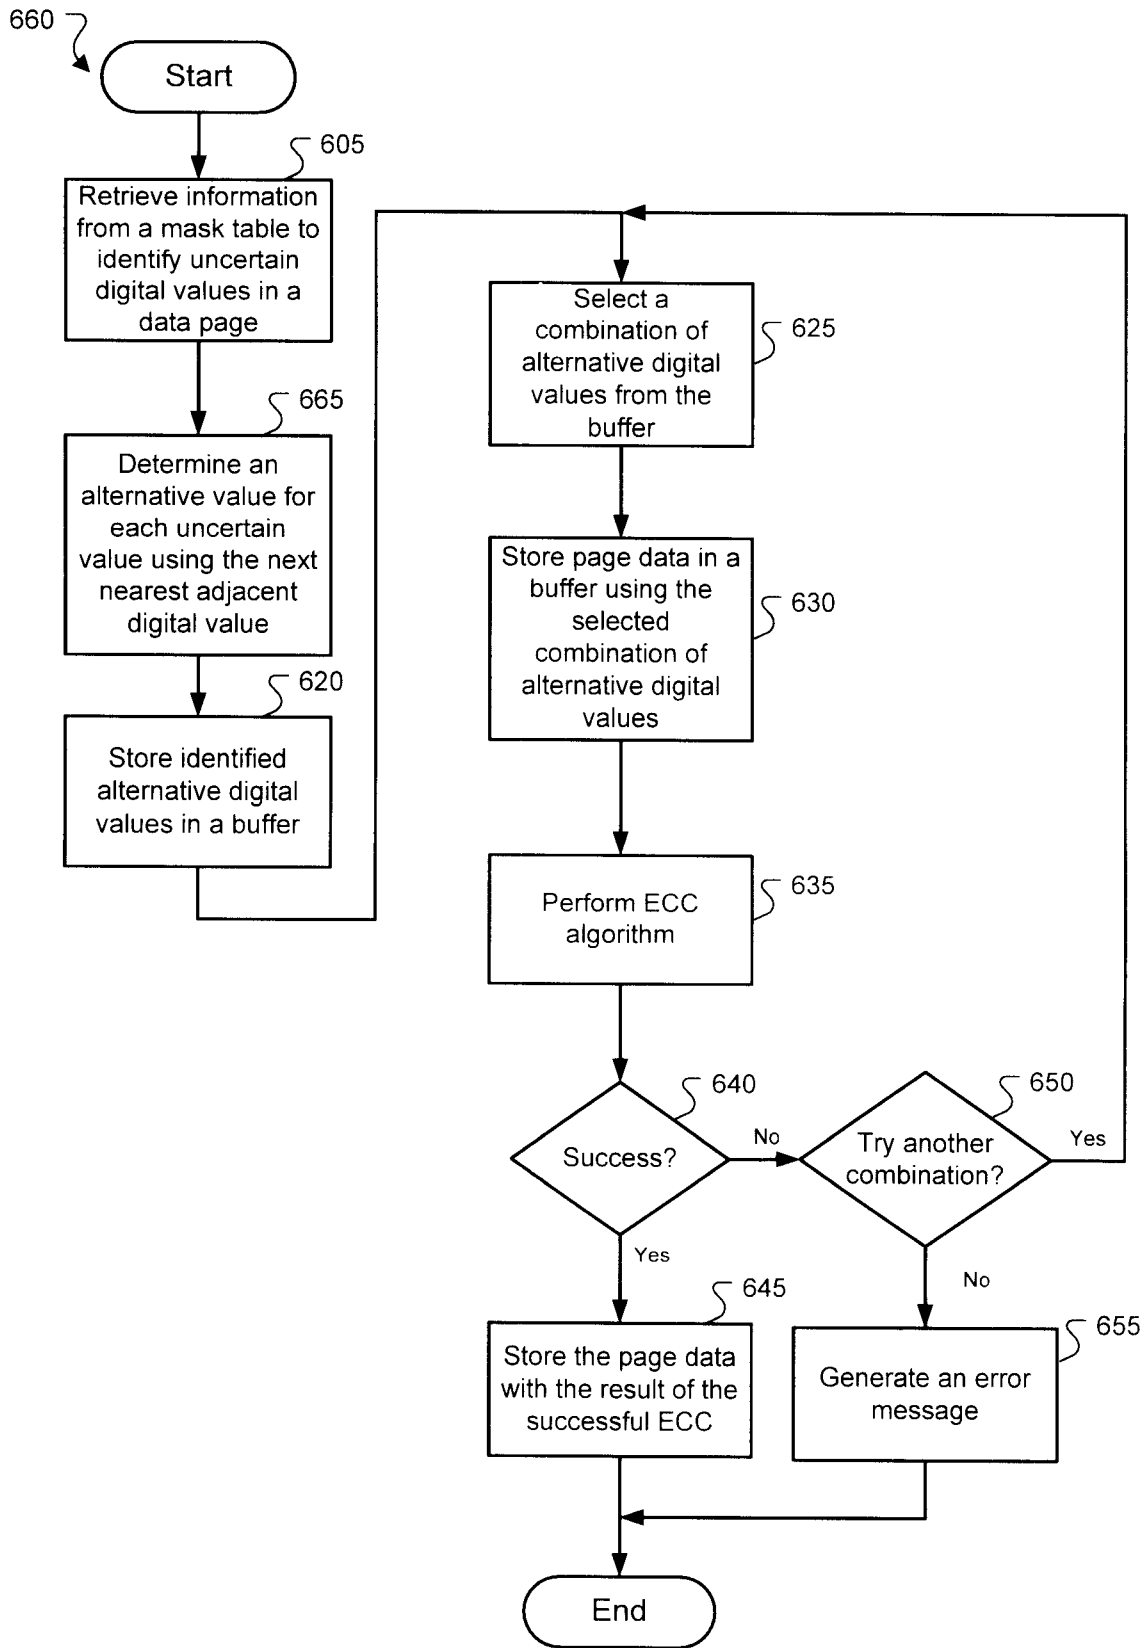 660
Start
605
Retrieve information
from a mask table to
identify uncertain
digital values in a
data page
665
Determine an
alternative value for
each uncertain
value using the next
nearest adjacent
digital value
620
Store identified
alternative digital
values in a buffer
625
Select a
combination of
alternative digital
values from the
buffer
630
Store page data in a
buffer using the
selected
combination of
alternative digital
values
635
Perform ECC
algorithm
640
Success?
No
Yes
650
Try another
combination?
Yes
No
645
Store the page data
with the result of the
successful ECC
655
Generate an error
message
End